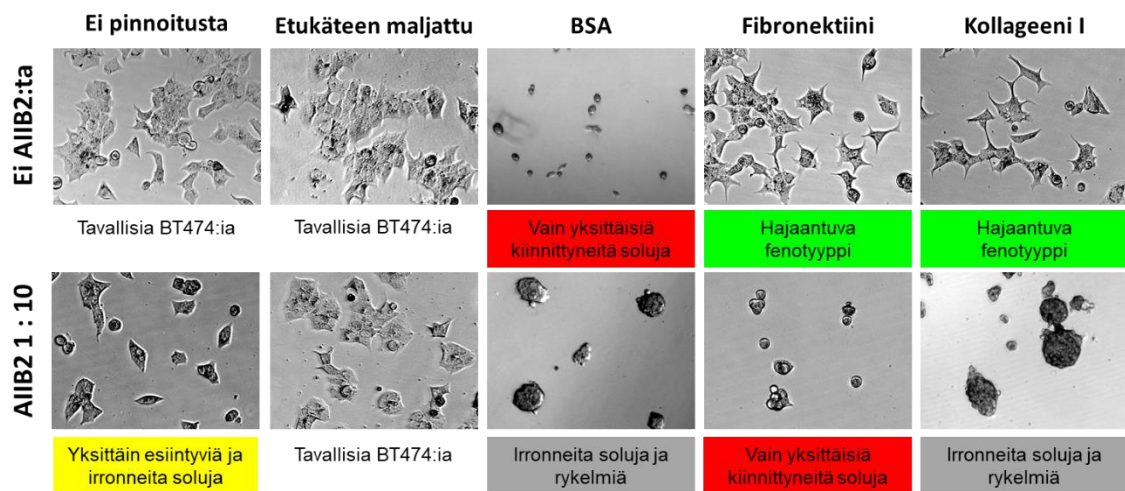 Ei pinnoitusta
Etukäteen maljattu
BSA
Fibronektiini
Kollageeni I
Ei AIIB2:ta
Tavallisia BT474:ia
Tavallisia BT474:ia
Vain yksittäisiä
kiinnittyneitä soluja
Hajaantuva
fenotyyppi
Hajaantuva
fenotyyppi
AIIB2 1 : 10
Yksittäin esiintyviä ja
irronneita soluja
Tavallisia BT474:ia
Irronneita soluja ja
rykelmiä
Vain yksittäisiä
kiinnittyneitä soluja
Irronneita soluja ja
rykelmiä